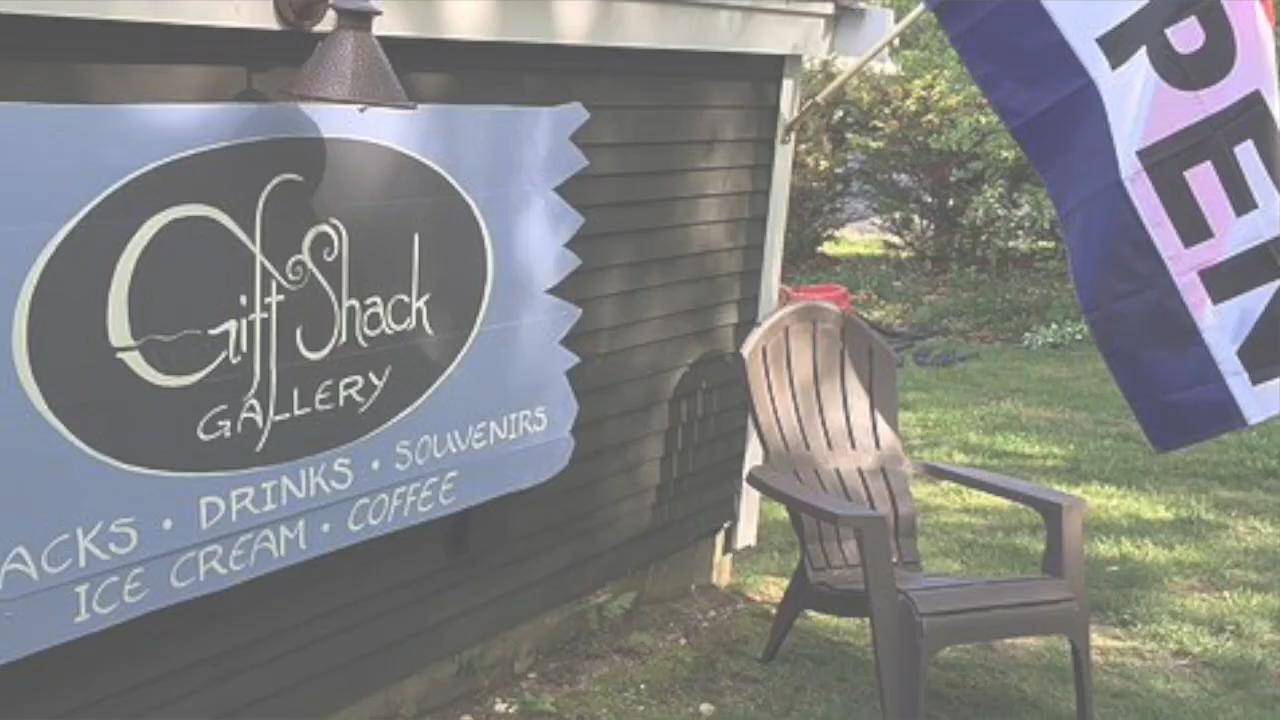 Gift Shack
GALLERY
ACKS • DRINKS • SOUVENIRS
ICE CREAM • COFFEE
PEN